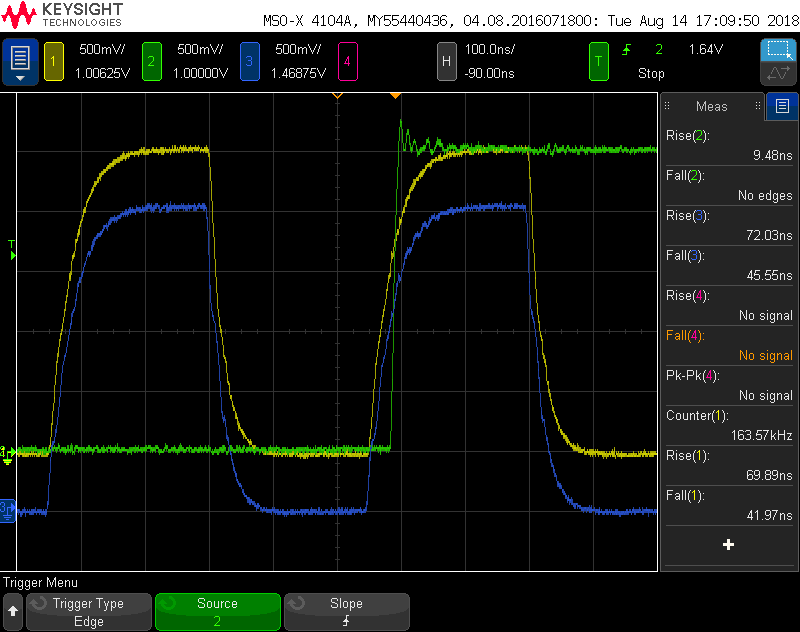 KEYSIGHT
TECHNOLOGIES
MSO-X 4104A, MY55440436, 04.08.2016071800: Tue Aug 14 17:09:50 2018
1 500mV/ 2 500mV/ 3 500mV/ 4 H 100.0ns/ T 2 1.64V
1.00625V 1.00000V 1.46875V -90.00ns Stop
Meas
Rise(2):
9.48ns
Fall(2):
No edges
Rise(3):
72.03ns
Fall(3):
45.55ns
Rise(4):
No signal
Fall(4):
No signal
Pk-Pk(4):
No signal
Counter(1):
163.57kHz
Rise(1):
69.89ns
Fall(1):
41.97ns
+
T
3
Trigger Menu
Trigger Type Source Slope
Edge 2